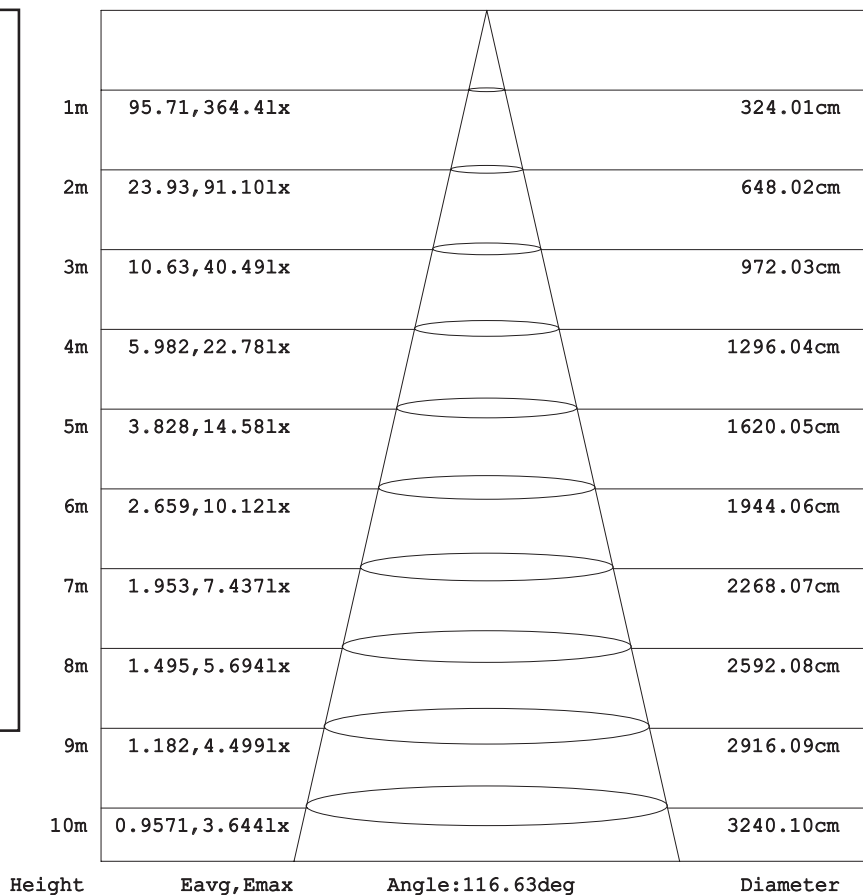 1m 95.71,364.4lx 324.01cm
2m 23.93,91.10lx 648.02cm
3m 10.63,40.49lx 972.03cm
4m 5.982,22.78lx 1296.04cm
5m 3.828,14.58lx 1620.05cm
6m 2.659,10.12lx 1944.06cm
7m 1.953,7.437lx 2268.07cm
8m 1.495,5.694lx 2592.08cm
9m 1.182,4.499lx 2916.09cm
10m 0.9571,3.644lx 3240.10cm
Height Eavg,Emax Angle:116.63deg Diameter